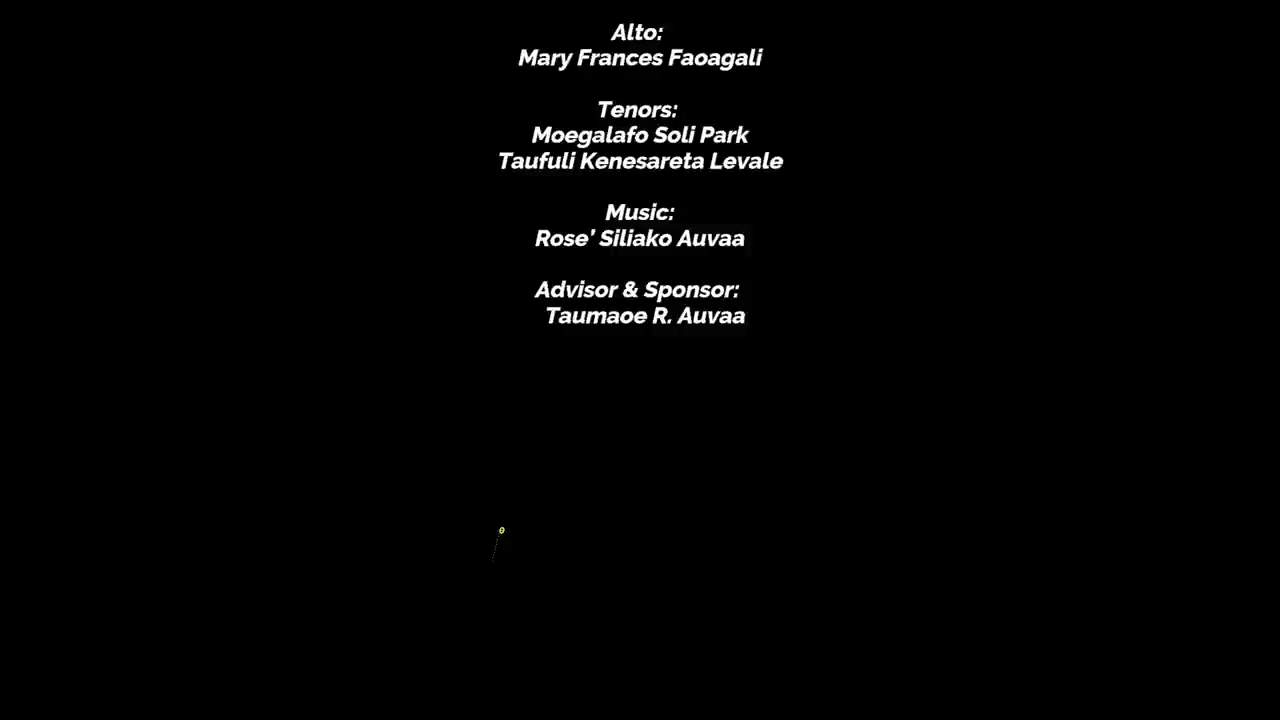 Alto:
Mary Frances Faoagali
Tenors:
Moegalafo Soli Park
Taufuli Kenesareta Levale
Music:
Rose' Siliako Auvaa
Advisor & Sponsor:
Taumaoe R. Auvaa